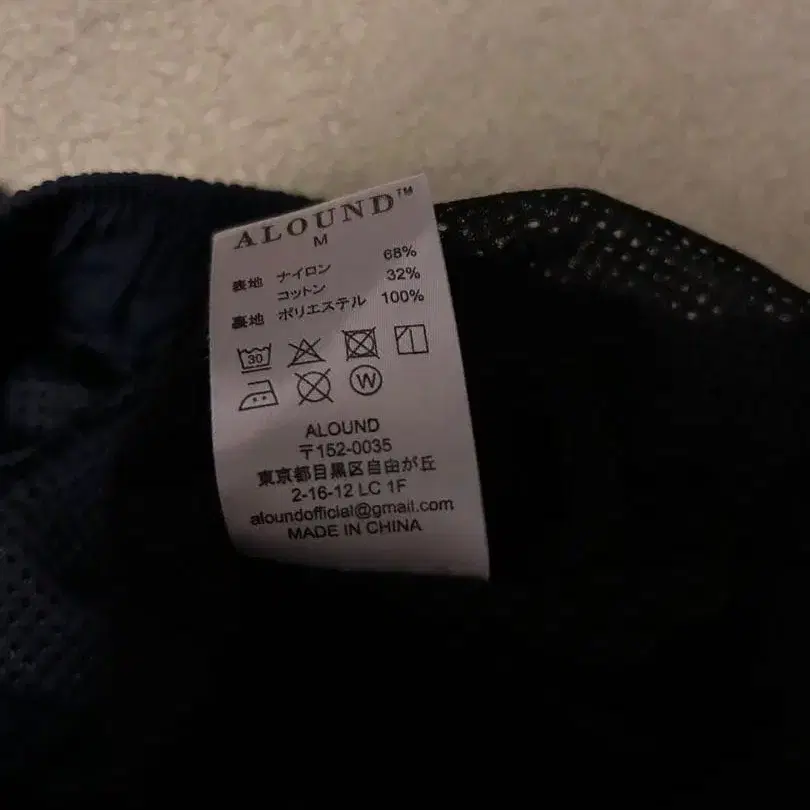 ALOUND™
M
表地 ナイロン 68%
コットン 32%
裏地 ポリエステル 100%
30
W
ALOUND
〒152-0035
東京都目黒区自由が丘
2-16-12 LC 1F
aloundofficial@gmail.com
MADE IN CHINA